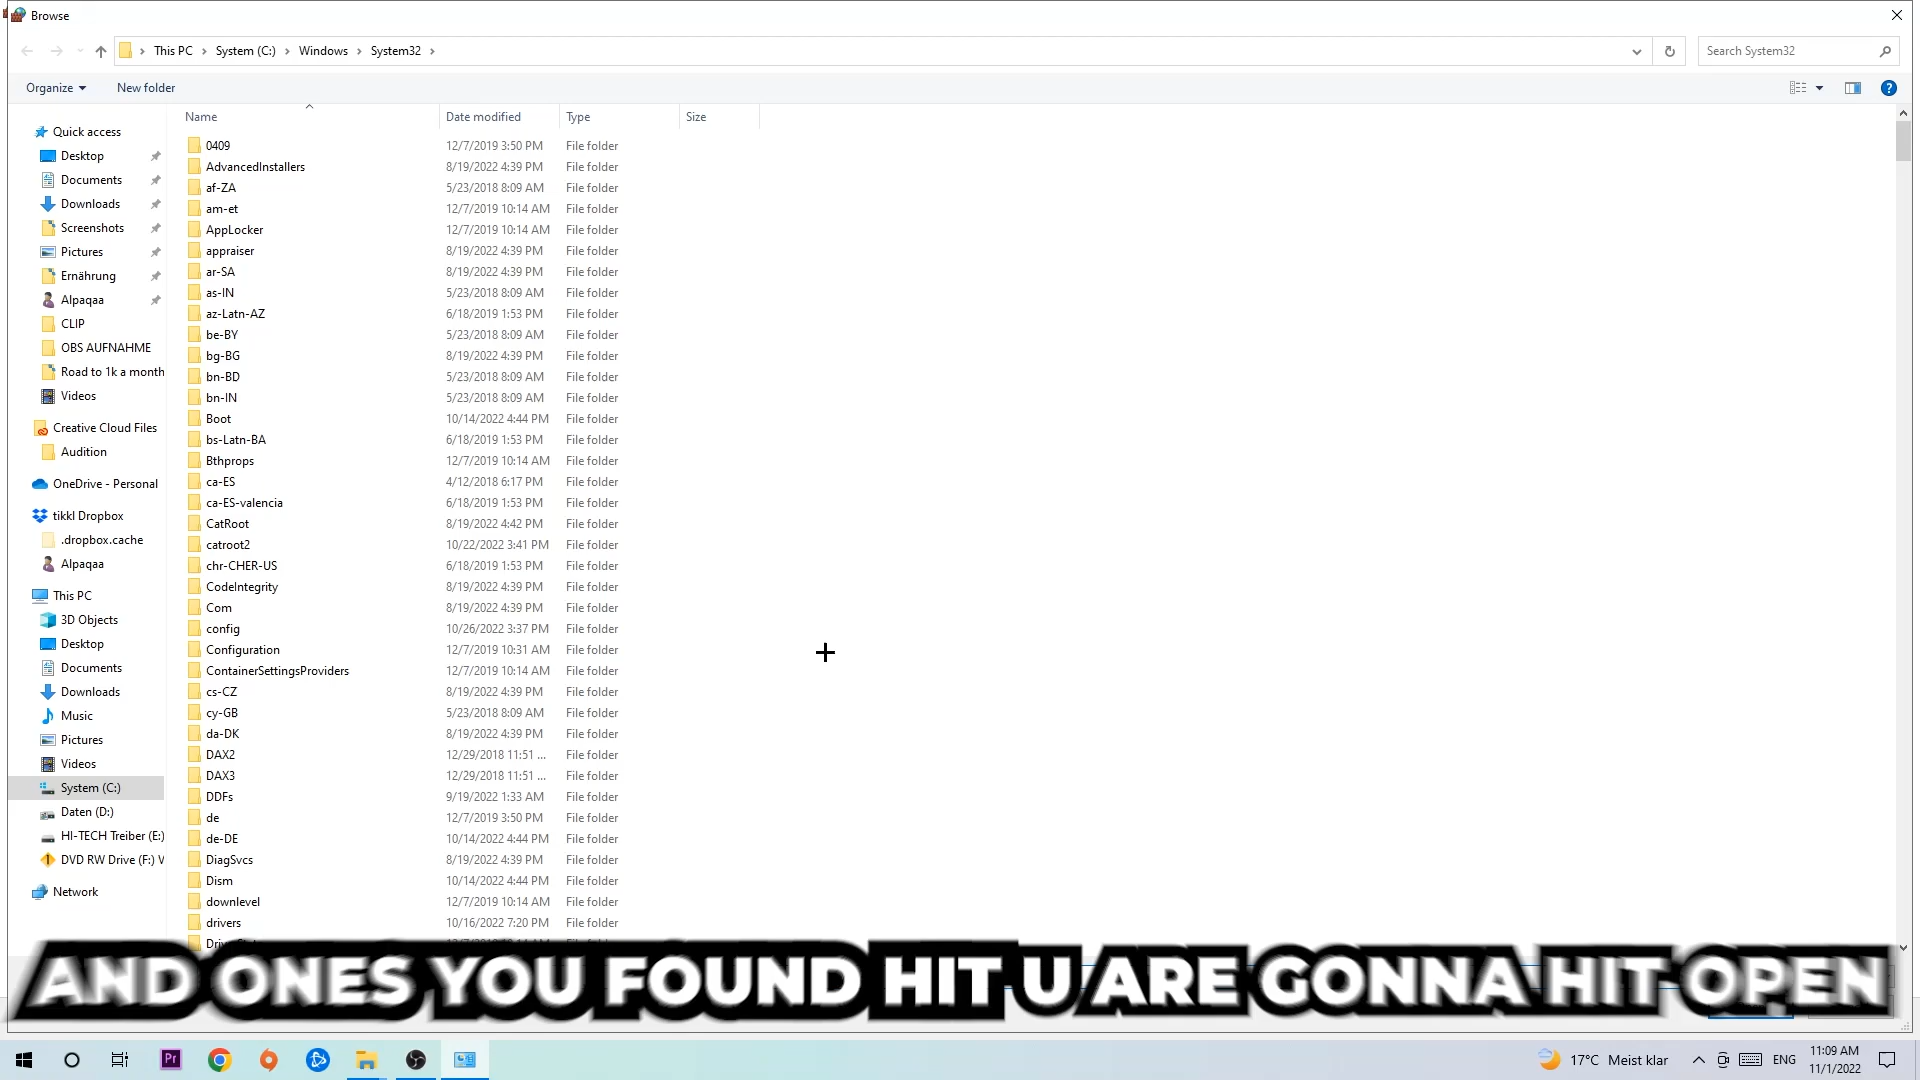 Browse
This PC > System (C:) > Windows > System32 >
Search System32
Organize
New folder
Name
Date modified
Type
Size
Quick access
Desktop
Documents
Downloads
Screenshots
Pictures
Ernährung
Alpaqaa
CLIP
OBS AUFNAHME
Road to 1k a month
Videos
Creative Cloud Files
Audition
OneDrive - Personal
tikkl Dropbox
.dropbox.cache
Alpaqaa
This PC
3D Objects
Desktop
Documents
Downloads
Music
Pictures
Videos
System (C:)
Daten (D:)
HI-TECH Treiber (E:)
DVD RW Drive (F:) V
Network
0409 12/7/2019 3:50 PM File folder
AdvancedInstallers 8/19/2022 4:39 PM File folder
af-ZA 5/23/2018 8:09 AM File folder
am-et 12/7/2019 10:14 AM File folder
AppLocker 12/7/2019 10:14 AM File folder
appraiser 8/19/2022 4:39 PM File folder
ar-SA 8/19/2022 4:39 PM File folder
as-IN 5/23/2018 8:09 AM File folder
az-Latn-AZ 6/18/2019 1:53 PM File folder
be-BY 5/23/2018 8:09 AM File folder
bg-BG 8/19/2022 4:39 PM File folder
bn-BD 5/23/2018 8:09 AM File folder
bn-IN 5/23/2018 8:09 AM File folder
Boot 10/14/2022 4:44 PM File folder
bs-Latn-BA 6/18/2019 1:53 PM File folder
Bthprops 12/7/2019 10:14 AM File folder
ca-ES 4/12/2018 6:17 PM File folder
ca-ES-valencia 6/18/2019 1:53 PM File folder
CatRoot 8/19/2022 4:42 PM File folder
catroot2 10/22/2022 3:41 PM File folder
chr-CHER-US 6/18/2019 1:53 PM File folder
CodeIntegrity 8/19/2022 4:39 PM File folder
Com 8/19/2022 4:39 PM File folder
config 10/26/2022 3:37 PM File folder
Configuration 12/7/2019 10:31 AM File folder
ContainerSettingsProviders 12/7/2019 10:14 AM File folder
cs-CZ 8/19/2022 4:39 PM File folder
cy-GB 5/23/2018 8:09 AM File folder
da-DK 8/19/2022 4:39 PM File folder
DAX2 12/29/2018 11:51 ... File folder
DAX3 12/29/2018 11:51 ... File folder
DDFs 9/19/2022 1:33 AM File folder
de 12/7/2019 3:50 PM File folder
de-DE 10/14/2022 4:44 PM File folder
DiagSvcs 8/19/2022 4:39 PM File folder
Dism 10/14/2022 4:44 PM File folder
downlevel 12/7/2019 10:14 AM File folder
drivers 10/16/2022 7:20 PM File folder
AND ONES YOU FOUND HIT U ARE GONNA HIT OPEN
Pr
17°C Meist klar
ENG
11:09 AM
11/1/2022